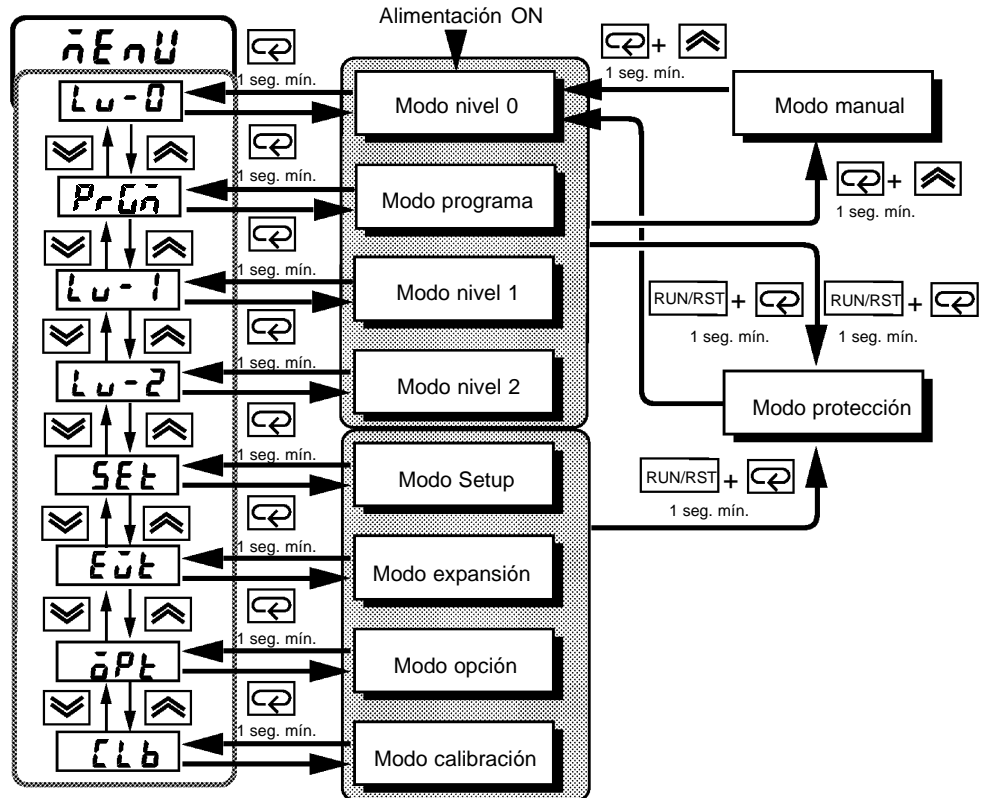 Alimentación ON
mEnU
1 seg. mín.
Lu-0
Modo nivel 0
+
1 seg. mín.
Modo manual
1 seg. mín.
PrGm
Modo programa
+
1 seg. mín.
1 seg. mín.
Lu-1
Modo nivel 1
RUN/RST +
1 seg. mín.
RUN/RST +
1 seg. mín.
1 seg. mín.
Lu-2
Modo nivel 2
Modo protección
1 seg. mín.
SEt
Modo Setup
RUN/RST +
1 seg. mín.
1 seg. mín.
Modo expansión
1 seg. mín.
oPt
Modo opción
1 seg. mín.
CLb
Modo calibración